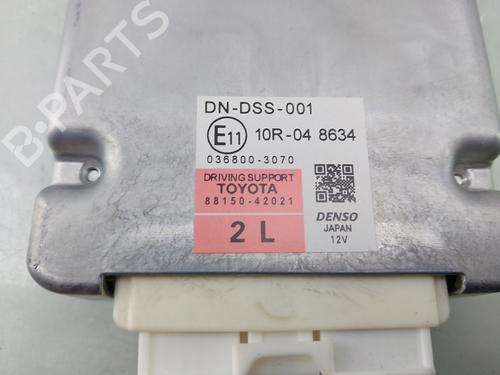 B-PARTS
DN-DSS-001
E11 10R-04 8634
036800-3070
DRIVING SUPPORT
TOYOTA
88150-42021
2 L
DENSO
JAPAN
12V